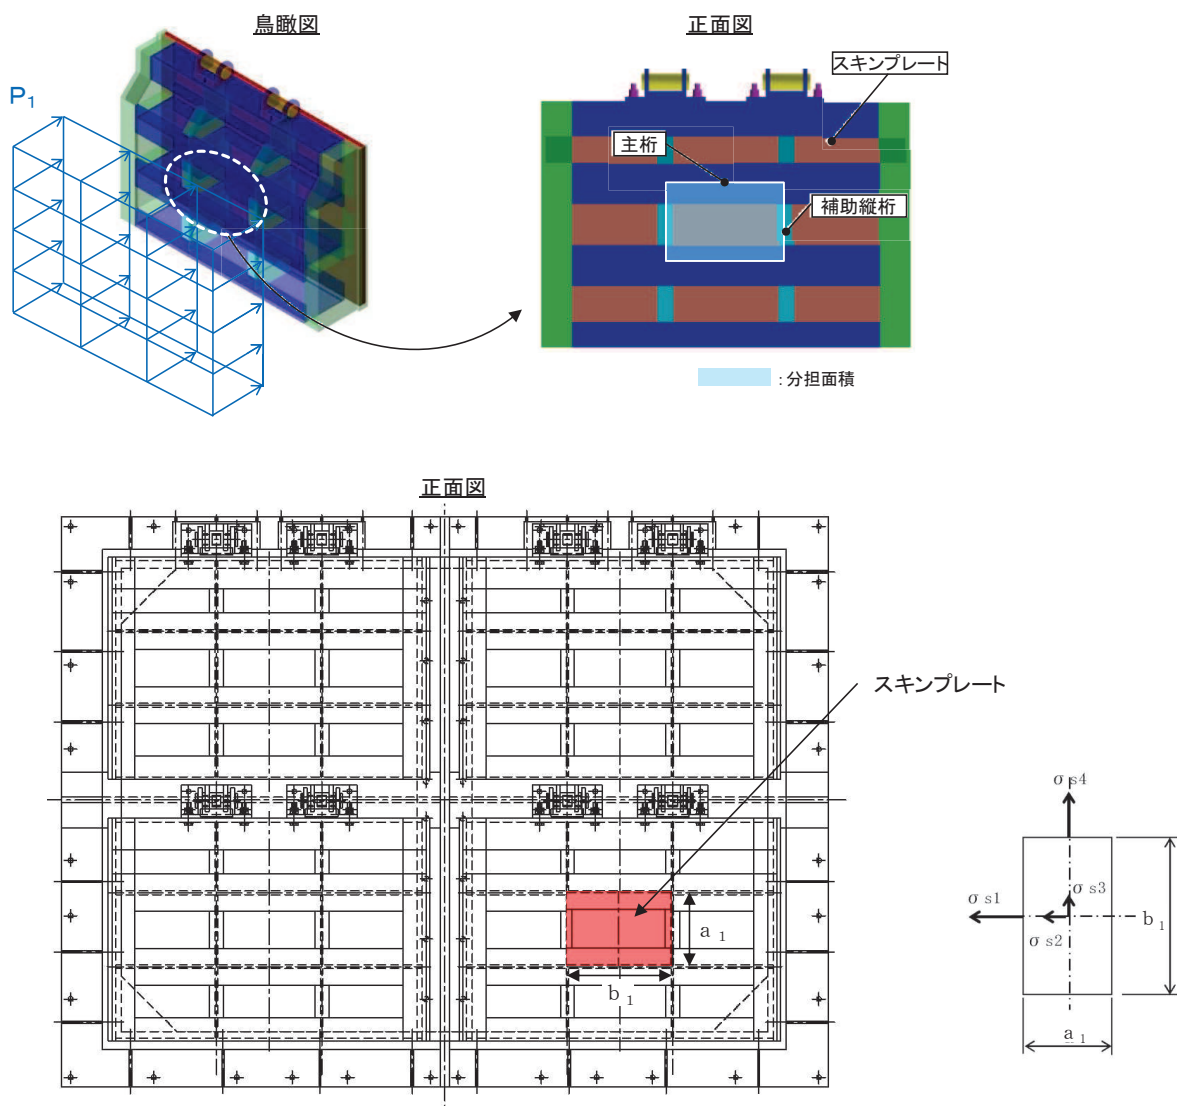 鳥瞰図
正面図
P₁
スキンプレート
主桁
補助縦桁
：分担面積
正面図
スキンプレート
a ₁
b ₁
σ s4
σ s1
σ s3
σ s2
b ₁
a ₁